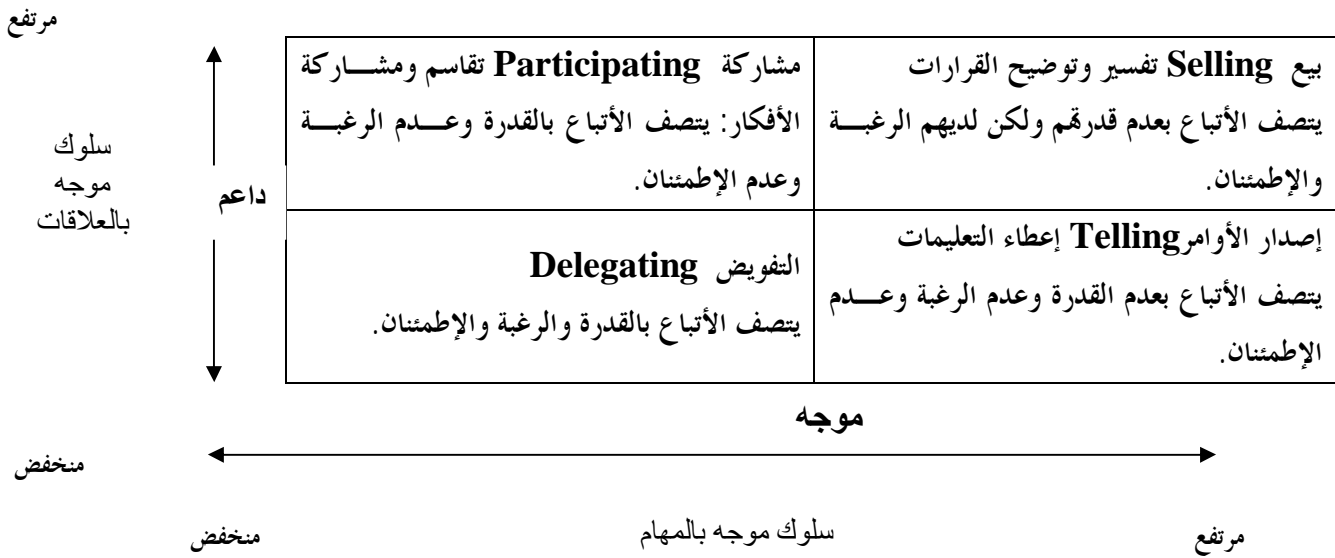 مرتفع
بيع Selling تفسير وتوضيح القرارات
يتصف الأتباع بعدم قدرتهم ولكن لديهم الرغبة
والإطمئنان.
مشاركة Participating تقاسم ومشاركة
الأفكار: يتصف الأتباع بالقدرة وعدم الرغبة
وعدم الإطمئنان.
داعم
سلوك
موجه
بالعلاقات
إصدار الأوامرTelling إعطاء التعليمات
يتصف الأتباع بعدم القدرة وعدم الرغبة وعدم
الإطمئنان.
التفويض Delegating
يتصف الأتباع بالقدرة والرغبة والإطمئنان.
موجه
منخفض
مرتفع
سلوك موجه بالمهام
منخفض